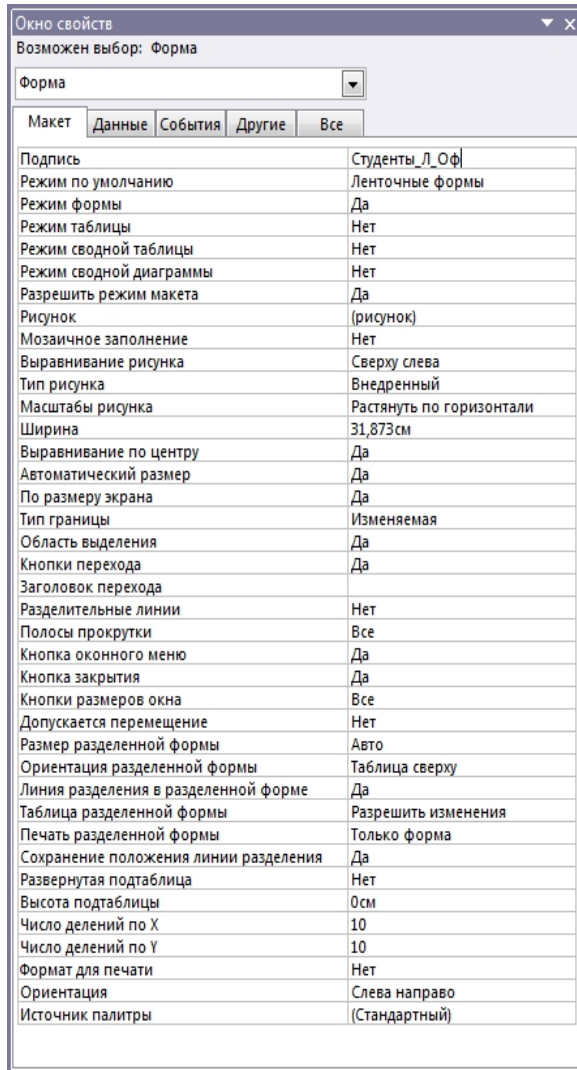 Окно свойств
Возможен выбор: Форма
Форма
Макет Данные События Другие Все
Подпись Студенты_Л_Оф
Режим по умолчанию Ленточные формы
Режим формы Да
Режим таблицы Нет
Режим сводной таблицы Нет
Режим сводной диаграммы Нет
Разрешить режим макета Да
Рисунок (рисунок)
Мозаичное заполнение Нет
Выравнивание рисунка Сверху слева
Тип рисунка Внедренный
Масштабы рисунка Растянуть по горизонтали
Ширина 31,873см
Выравнивание по центру Да
Автоматический размер Да
По размеру экрана Да
Тип границы Изменяемая
Область выделения Да
Кнопки перехода Да
Заголовок перехода
Разделительные линии Нет
Полосы прокрутки Все
Кнопка оконного меню Да
Кнопка закрытия Да
Кнопки размеров окна Все
Допускается перемещение Нет
Размер разделенной формы Авто
Ориентация разделенной формы Таблица сверху
Линия разделения в разделенной форме Да
Таблица разделенной формы Разрешить изменения
Печать разделенной формы Только форма
Сохранение положения линии разделения Да
Развернутая подтаблица Нет
Высота подтаблицы 0см
Число делений по X 10
Число делений по Y 10
Формат для печати Нет
Ориентация Слева направо
Источник палитры (Стандартный)